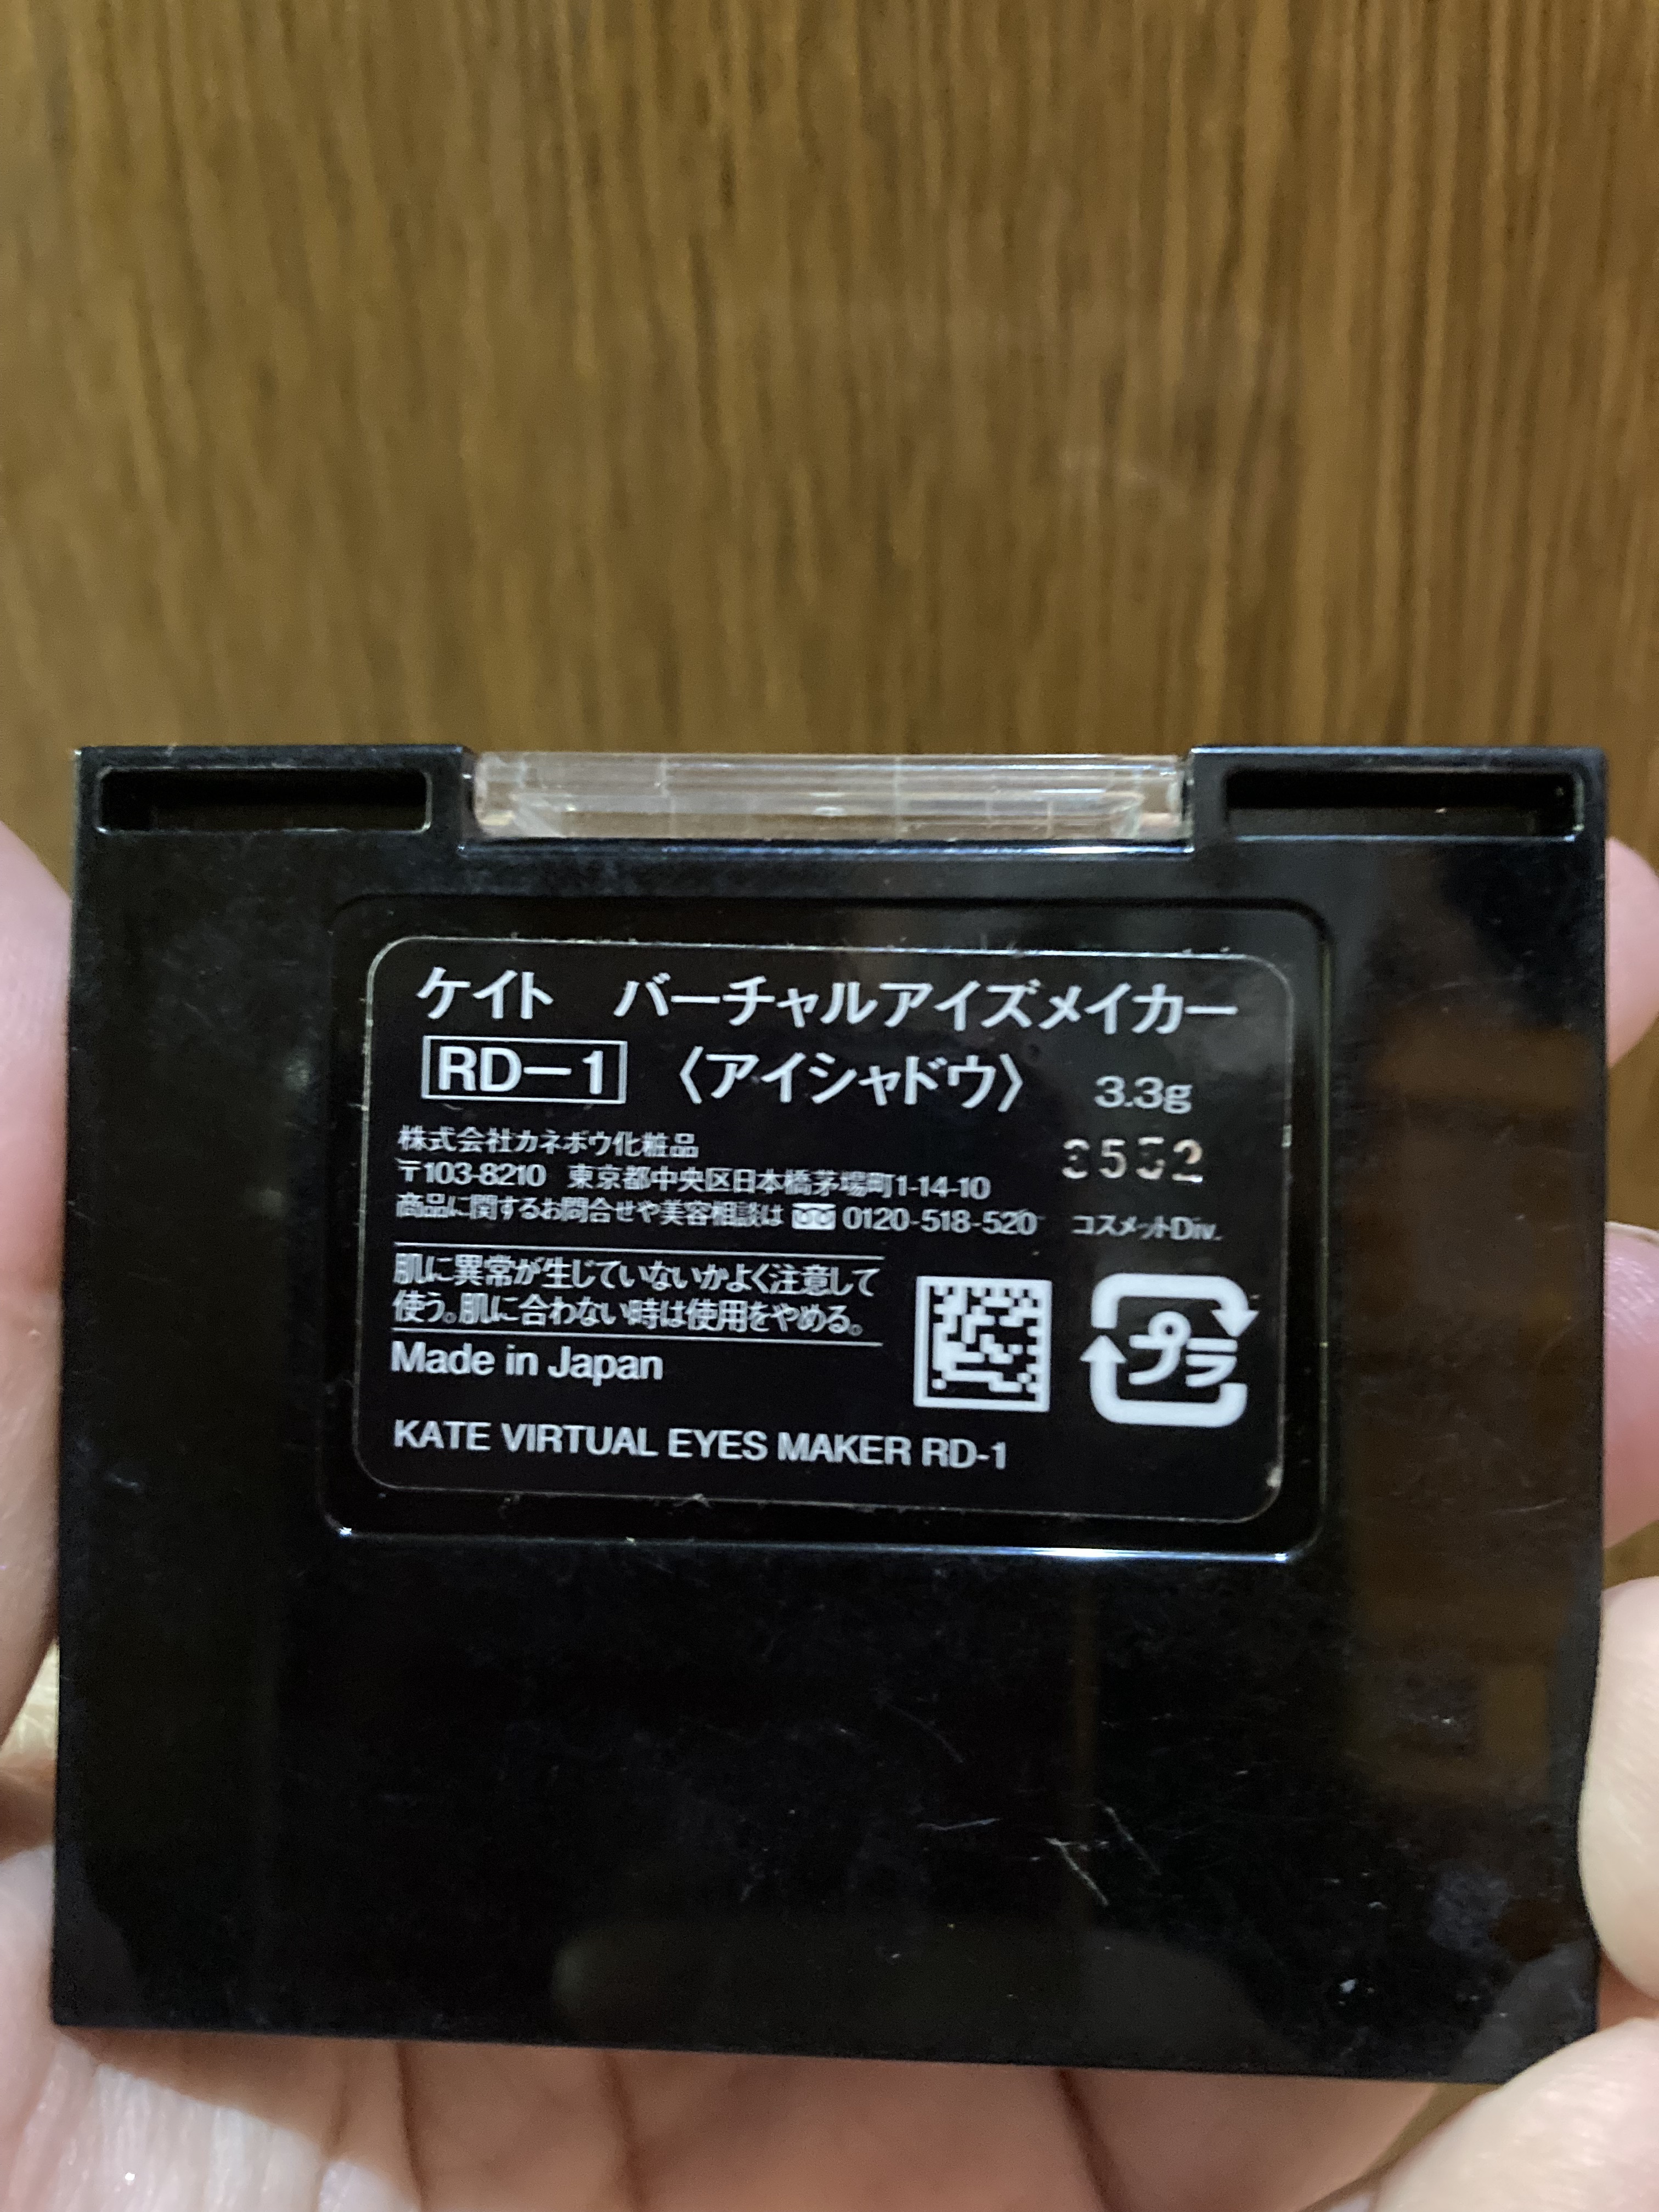 ケイト　バーチャルアイズメイカー
RD－1　〈アイシャドウ〉　3.3g
株式会社カネボウ化粧品
〒103-8210　東京都中央区日本橋茅場町1-14-10
商品に関するお問合せや美容相談は 0120-518-520　コスメットDiv.
肌に異常が生じていないかよく注意して
使う。肌に合わない時は使用をやめる。
プラ
Made in Japan
KATE VIRTUAL EYES MAKER RD-1